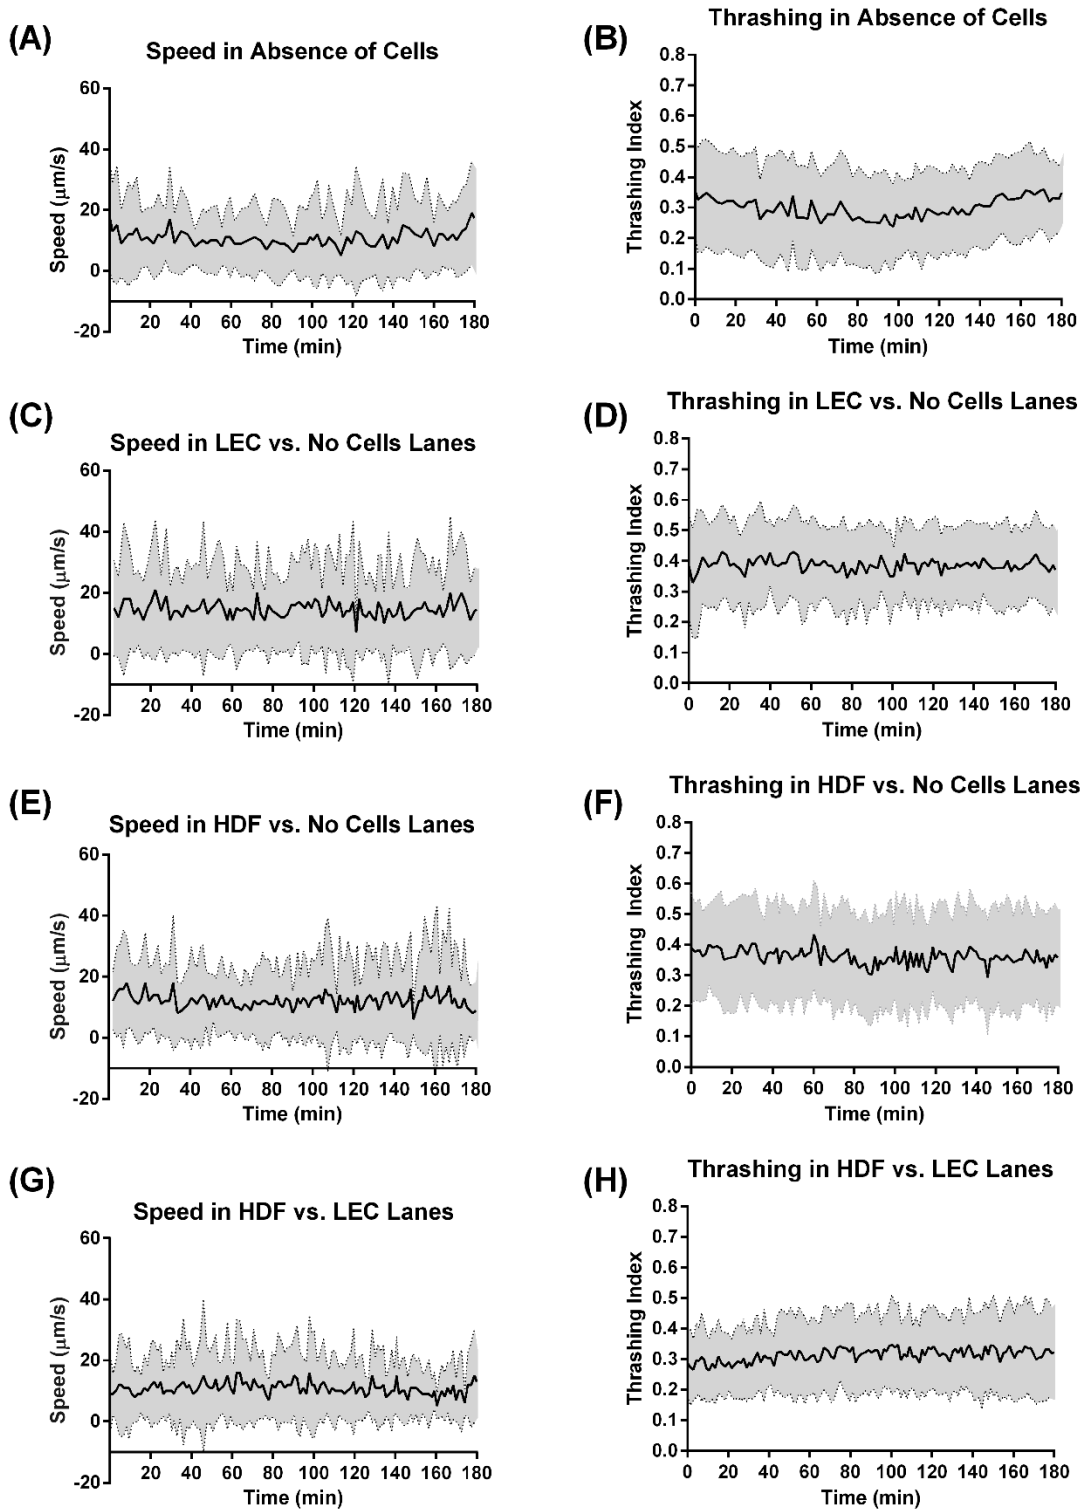 (A)
Speed in Absence of Cells
60
40
20
0
-20
Speed (μm/s)
20 40 60 80 100 120 140 160 180
Time (min)
(B)
Thrashing in Absence of Cells
0.8
0.7
0.6
0.5
0.4
0.3
0.2
0.1
0.0
Thrashing Index
0 20 40 60 80 100 120 140 160 180
Time (min)
(C)
Speed in LEC vs. No Cells Lanes
60
40
20
0
-20
Speed (μm/s)
20 40 60 80 100 120 140 160 180
Time (min)
(D)
Thrashing in LEC vs. No Cells Lanes
0.8
0.7
0.6
0.5
0.4
0.3
0.2
0.1
0.0
Thrashing Index
0 20 40 60 80 100 120 140 160 180
Time (min)
(E)
Speed in HDF vs. No Cells Lanes
60
40
20
0
-20
Speed (μm/s)
20 40 60 80 100 120 140 160 180
Time (min)
(F)
Thrashing in HDF vs. No Cells Lanes
0.8
0.7
0.6
0.5
0.4
0.3
0.2
0.1
0.0
Thrashing Index
0 20 40 60 80 100 120 140 160 180
Time (min)
(G)
Speed in HDF vs. LEC Lanes
60
40
20
0
-20
Speed (μm/s)
20 40 60 80 100 120 140 160 180
Time (min)
(H)
Thrashing in HDF vs. LEC Lanes
0.8
0.7
0.6
0.5
0.4
0.3
0.2
0.1
0.0
Thrashing Index
0 20 40 60 80 100 120 140 160 180
Time (min)